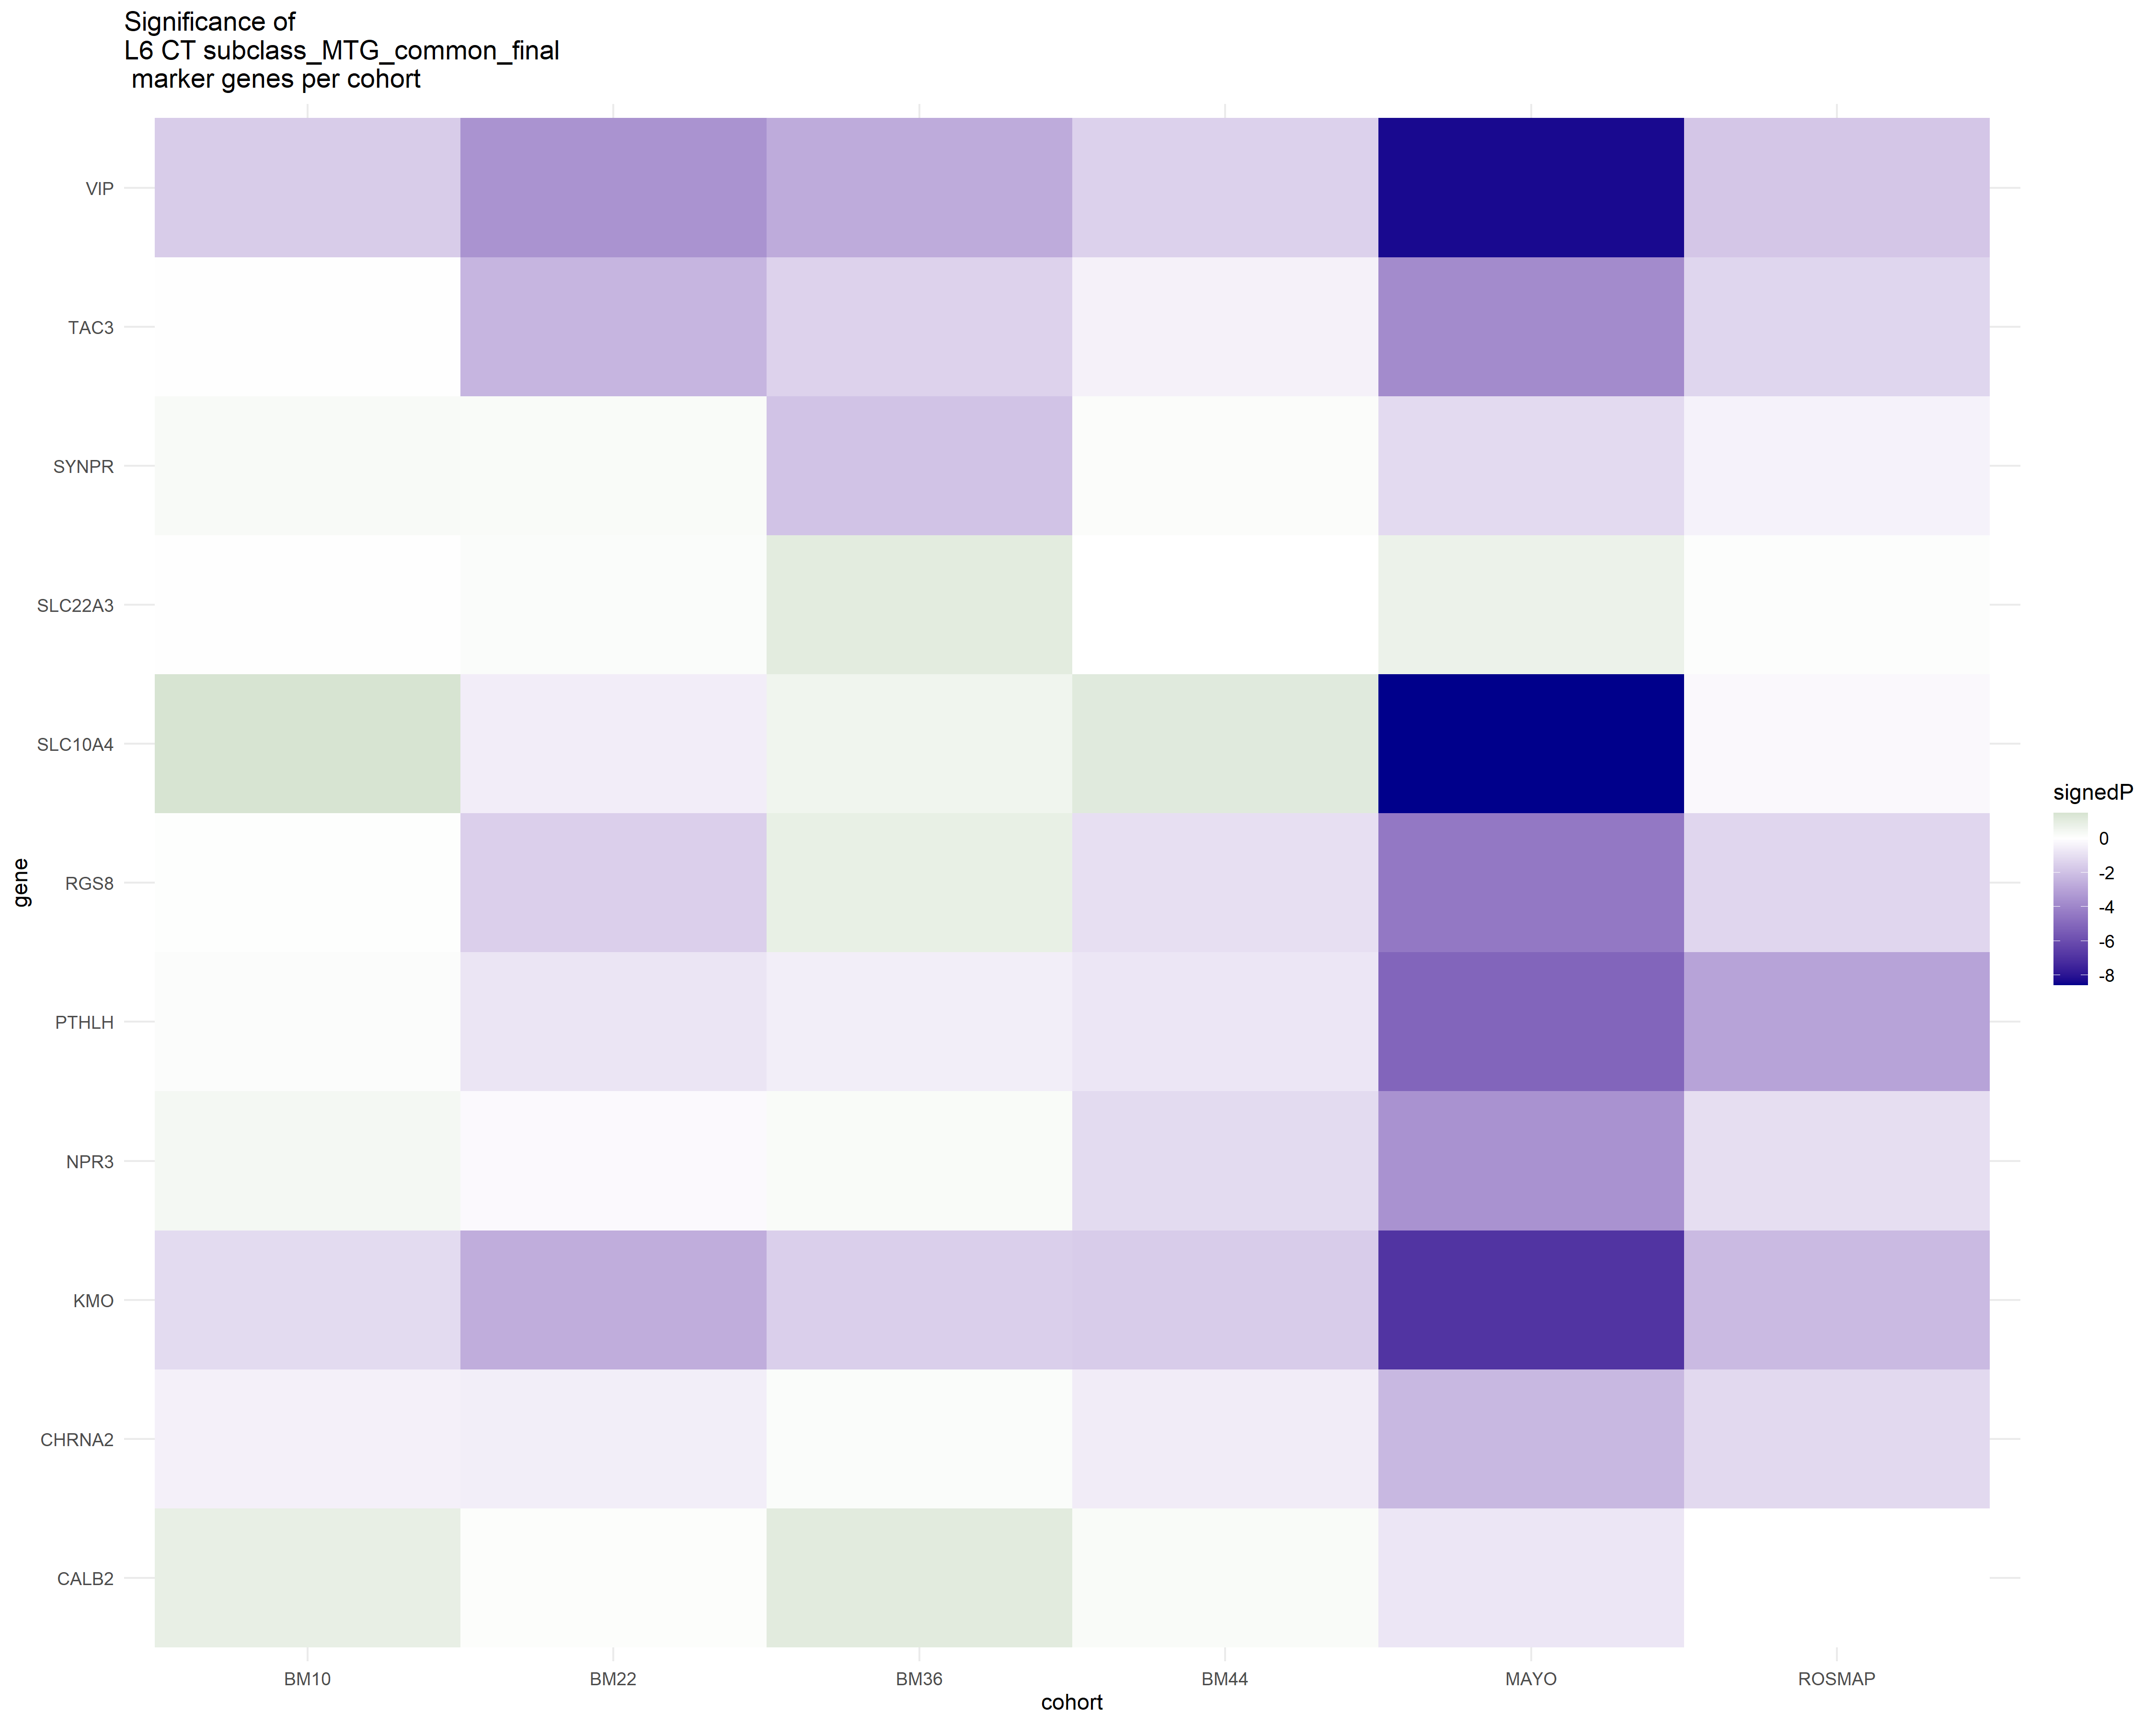 Significance of
L6 CT subclass_MTG_common_final
marker genes per cohort
VIP
TAC3
SYNPR
SLC22A3
SLC10A4
RGS8
PTHLH
NPR3
KMO
CHRNA2
CALB2
gene
BM10 BM22 BM36 BM44 MAYO ROSMAP
cohort
signedP
0
-2
-4
-6
-8